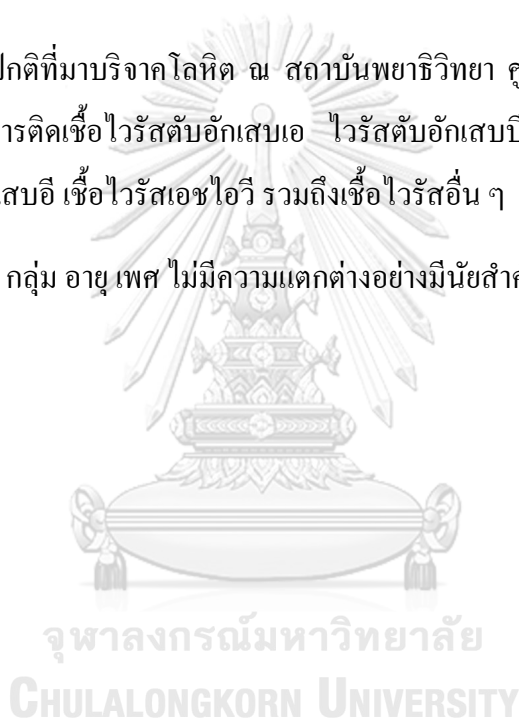 ปกติที่มาบริจาคโลหิต ณ สถาบันพยาธิวิทยา
ารติดเชื้อไวรัสตับอักเสบเอ ไวรัสตับอักเสบบี
สบอี เชื้อไวรัสเอชไอวี รวมถึงเชื้อไวรัสอื่น ๆ
กลุ่ม อายุ เพศ ไม่มีความแตกต่างอย่างมีนัยสำค
จุฬาลงกรณ์มหาวิทยาลัย
CHULALONGKORN UNIVERSITY